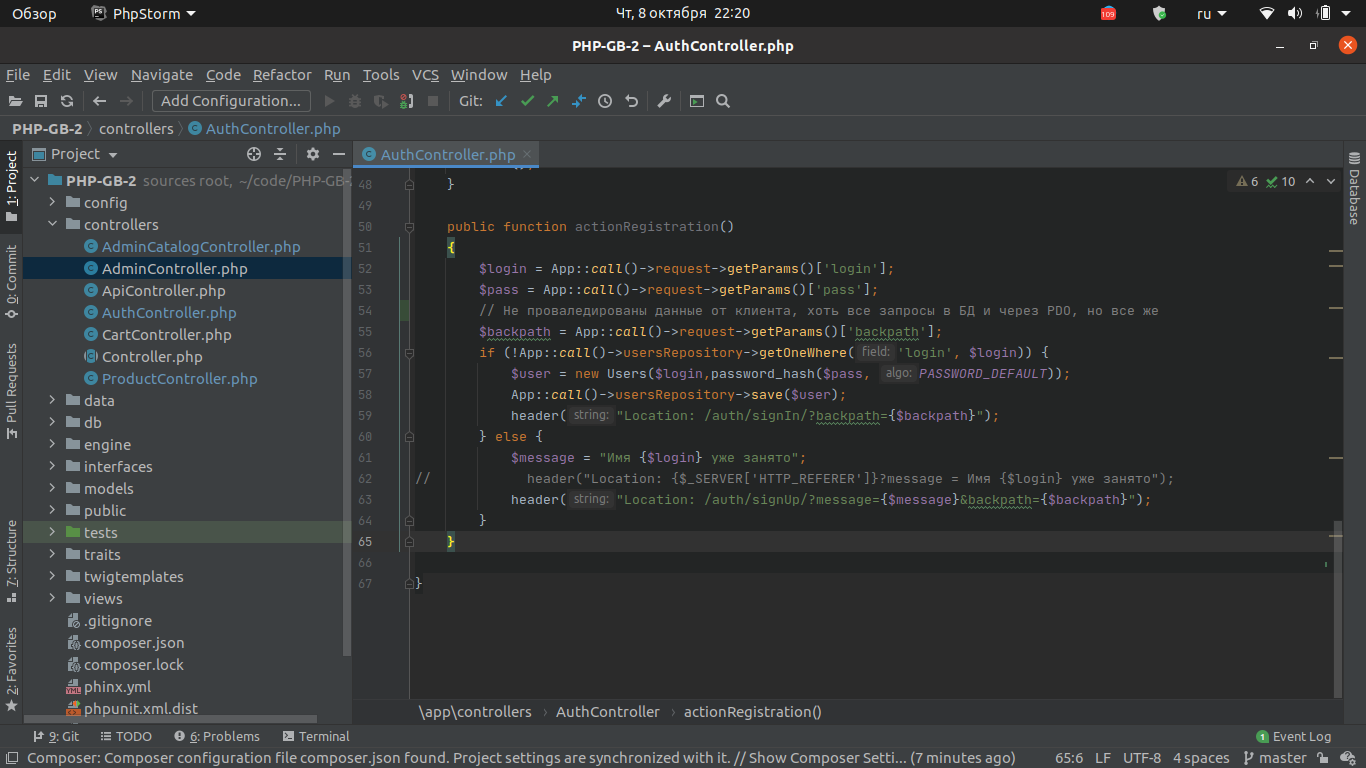 Обзор PhpStorm Чт, 8 октября 22:20 109 ru
PHP-GB-2 – AuthController.php
File Edit View Navigate Code Refactor Run Tools VCS Window Help
Add Configuration... Git:
PHP-GB-2 controllers AuthController.php
1: Project
0: Commit
Pull Requests
7: Structure
2: Favorites
Project
PHP-GB-2 sources root, ~/code/PHP-GB-
config
controllers
AdminCatalogController.php
AdminController.php
ApiController.php
AuthController.php
CartController.php
Controller.php
ProductController.php
data
db
engine
interfaces
models
public
tests
traits
twigtemplates
views
.gitignore
composer.json
composer.lock
phinx.yml
phpunit.xml.dist
AuthController.php
6 10
48 }
49
50 public function actionRegistration()
51 {
52 $login = App::call()->request->getParams()['login'];
53 $pass = App::call()->request->getParams()['pass'];
54 // Не проваледированы данные от клиента, хоть все запросы в БД и через PDO, но все же
55 $backpath = App::call()->request->getParams()['backpath'];
56 if (!App::call()->usersRepository->getOneWhere( field: 'login', $login)) {
57 $user = new Users($login,password_hash($pass, algo: PASSWORD_DEFAULT));
58 App::call()->usersRepository->save($user);
59 header( string: "Location: /auth/signIn/?backpath={$backpath}");
60 } else {
61 $message = "Имя {$login} уже занято";
62 // header("Location: {$_SERVER['HTTP_REFERER']}?message = Имя {$login} уже занято");
63 header( string: "Location: /auth/signUp/?message={$message}&backpath={$backpath}");
64 }
65 }
66
67 }
Database
\app\controllers AuthController actionRegistration()
9: Git TODO 6: Problems Terminal 1 Event Log
Composer: Composer configuration file composer.json found. Project settings are synchronized with it. // Show Composer Setti... (7 minutes ago) 65:6 LF UTF-8 4 spaces master